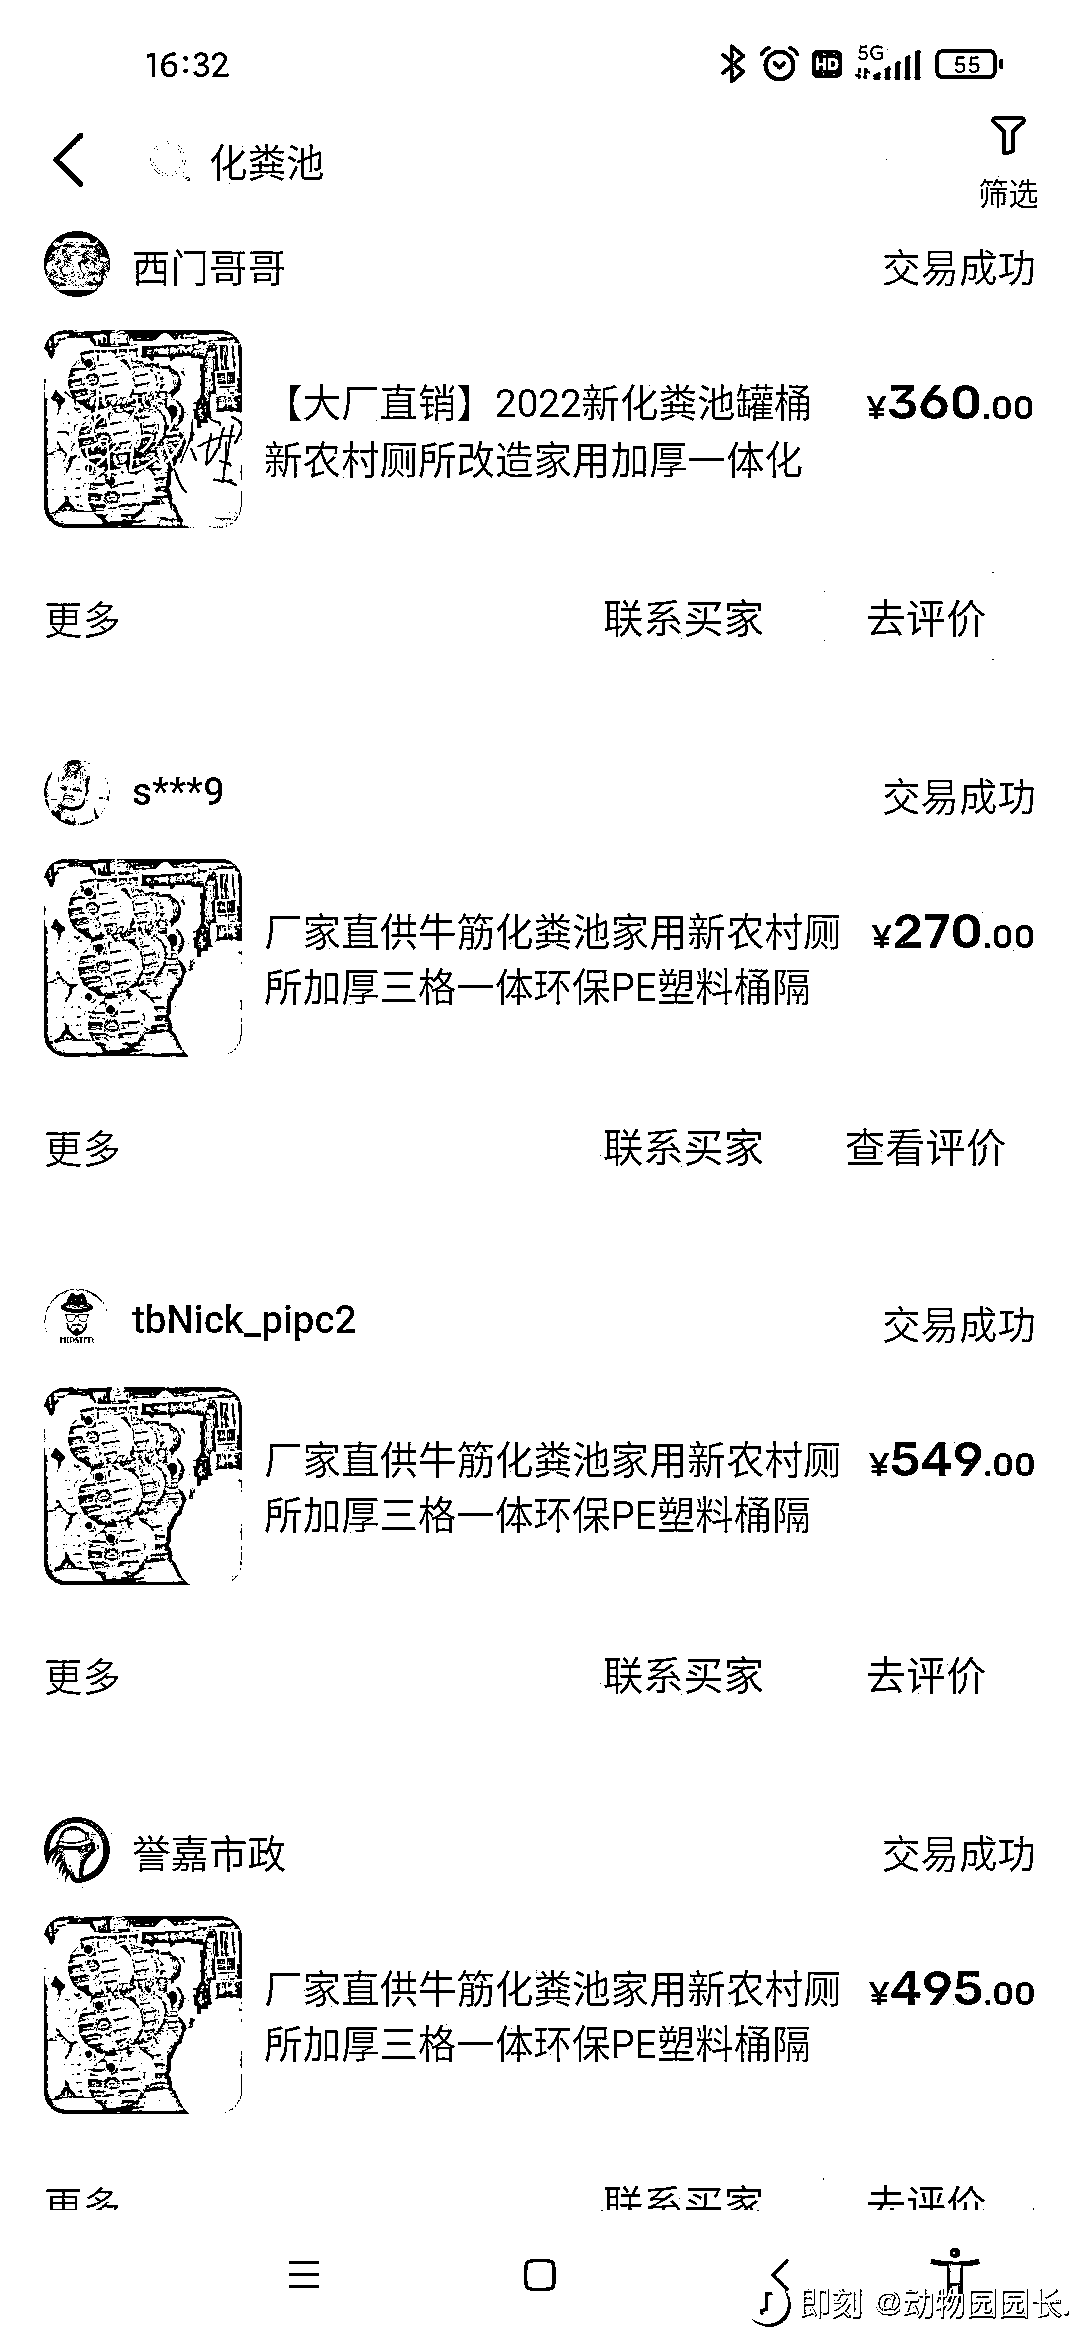 16:32
HD 5G 55
化粪池
筛选
西门哥哥 交易成功
【大厂直销】2022新化粪池罐桶 ¥360.00
新农村厕所改造家用加厚一体化
更多 联系买家 去评价
s***9 交易成功
厂家直供牛筋化粪池家用新农村厕 ¥270.00
所加厚三格一体环保PE塑料桶隔
更多 联系买家 查看评价
HIPSTER
tbNick_pipc2 交易成功
厂家直供牛筋化粪池家用新农村厕 ¥549.00
所加厚三格一体环保PE塑料桶隔
更多 联系买家 去评价
誉嘉市政 交易成功
厂家直供牛筋化粪池家用新农村厕 ¥495.00
所加厚三格一体环保PE塑料桶隔
更多 联系买家 去评价
即刻 @动物园园长.